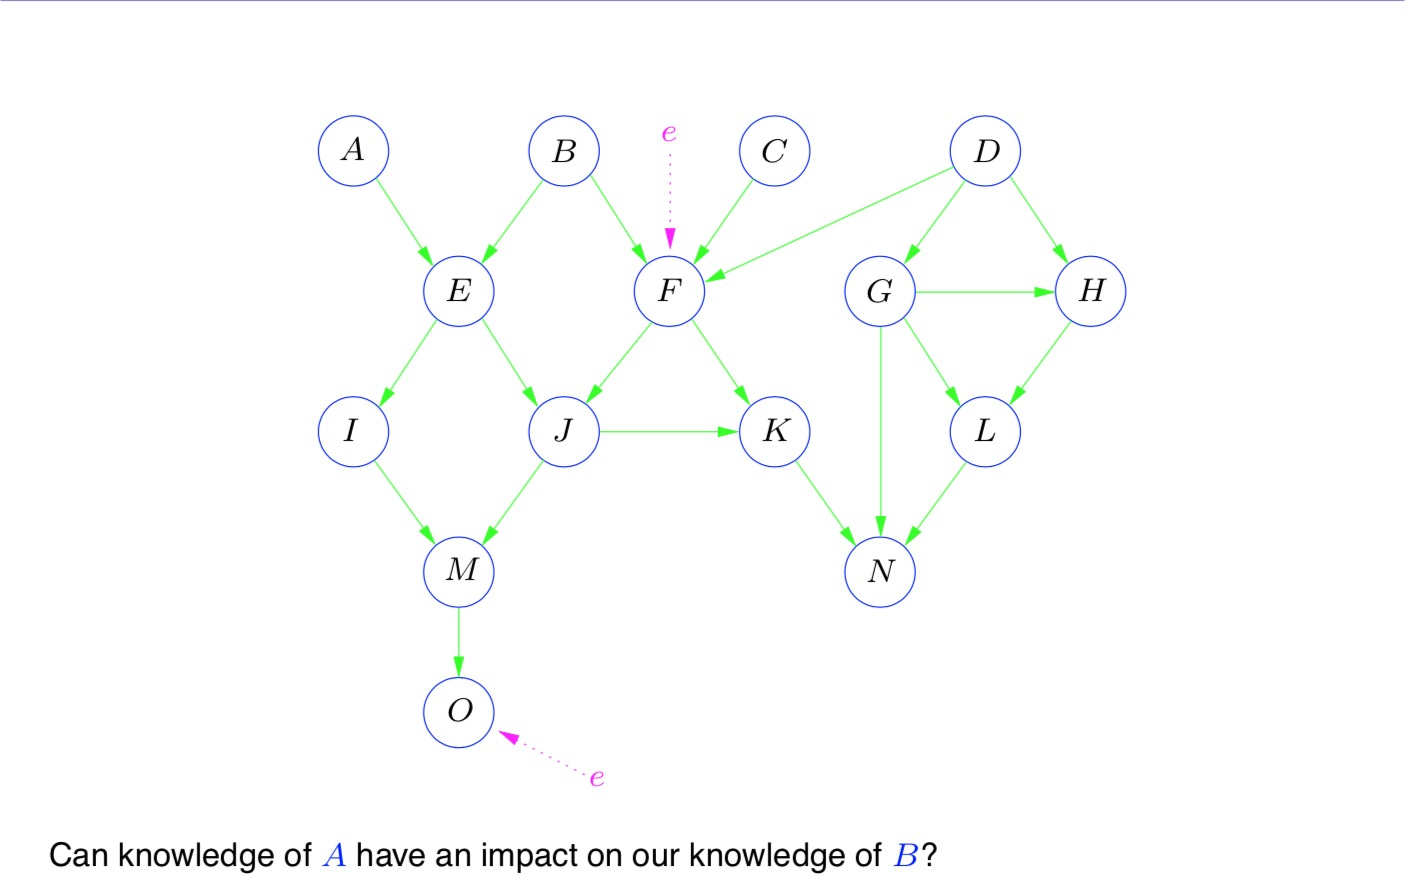 e
A
B
C
D
E
F
G
H
I
J
K
L
M
N
O
e
Can knowledge of A have an impact on our knowledge of B?